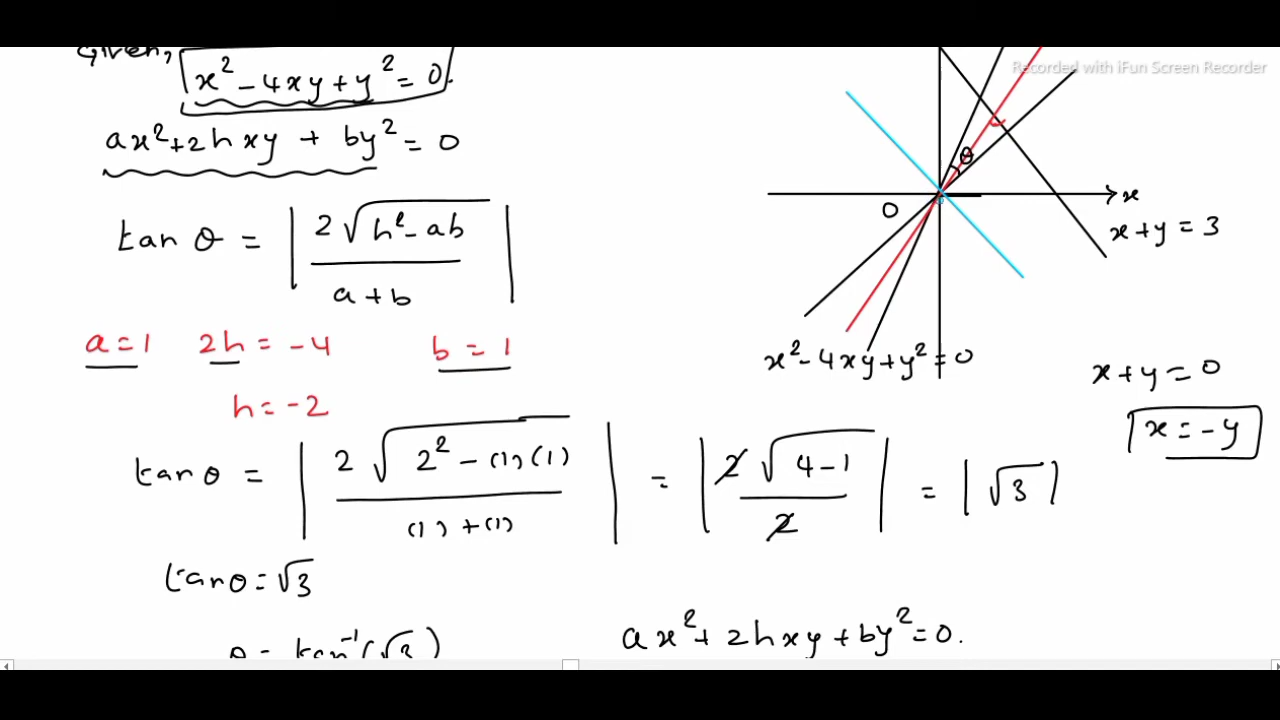 Given,
x² - 4xy + y² = 0.
ax² + 2hxy + by² = 0
tan θ = | 2√(h² - ab) / (a + b) |
a = 1 2h = -4 b = 1
h = -2
tan θ = | 2√(2² - (1)(1)) / ((1) + (1)) | = | 2√(4 - 1) / 2 | = | √3 |
tan θ = √3
θ = tan⁻¹(√3)
Recorded with iFun Screen Recorder
θ
x
O
x + y = 3
x² - 4xy + y² = 0
x + y = 0
x = -y
ax² + 2hxy + by² = 0.